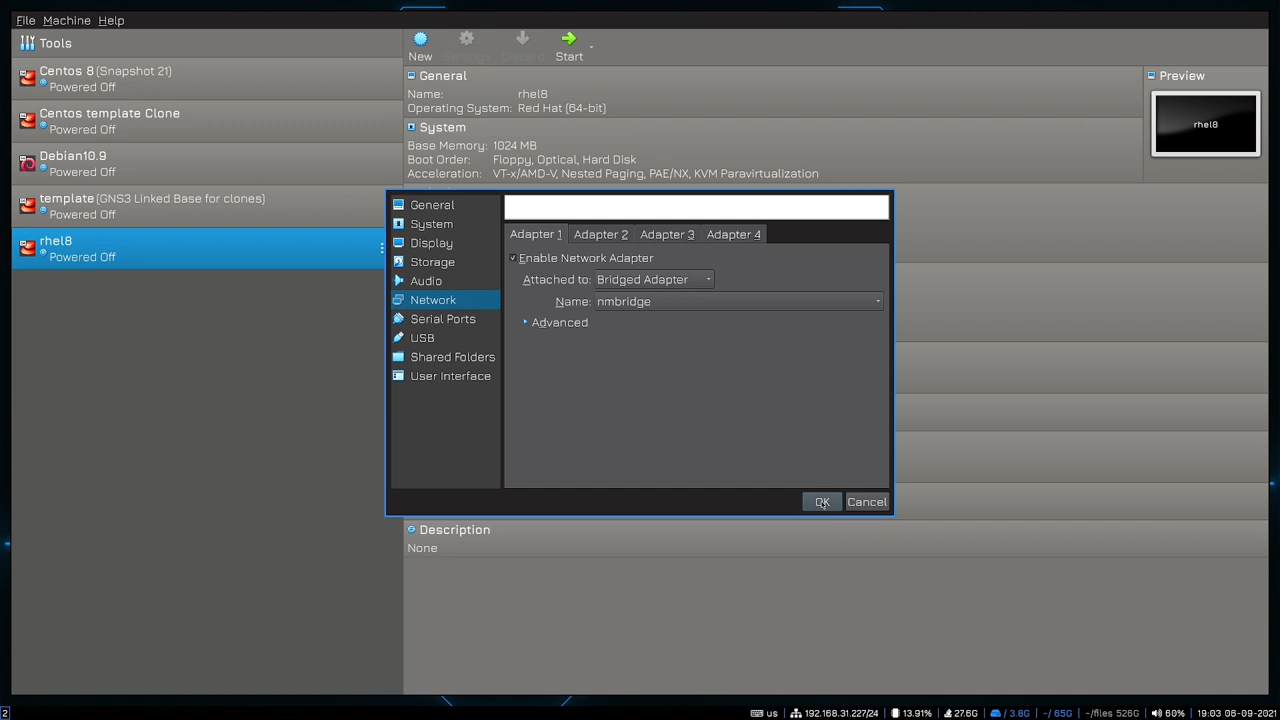 File Machine Help
Tools
Centos 8 (Snapshot 21)
Powered Off
Centos template Clone
Powered Off
Debian10.9
Powered Off
template (GNS3 Linked Base for clones)
Powered Off
rhel8
Powered Off
New Settings Discard Start
General
Name: rhel8
Operating System: Red Hat (64-bit)
System
Base Memory: 1024 MB
Boot Order: Floppy, Optical, Hard Disk
Acceleration: VT-x/AMD-V, Nested Paging, PAE/NX, KVM Paravirtualization
Preview
rhel8
General
System
Display
Storage
Audio
Network
Serial Ports
USB
Shared Folders
User Interface
Adapter 1 Adapter 2 Adapter 3 Adapter 4
Enable Network Adapter
Attached to: Bridged Adapter
Name: nmbridge
Advanced
OK Cancel
Description
None
2 us 192.168.31.227/24 13.91% 27.6G / 3.8G ~/ 65G ~/files 526G 60% 19:03 06-09-2021